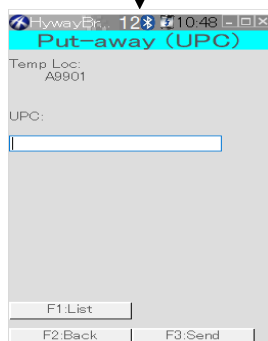 HywayBr... 12 10:48
Put-away (UPC)
Temp Loc:
A9901
UPC:
F1:List
F2:Back F3:Send